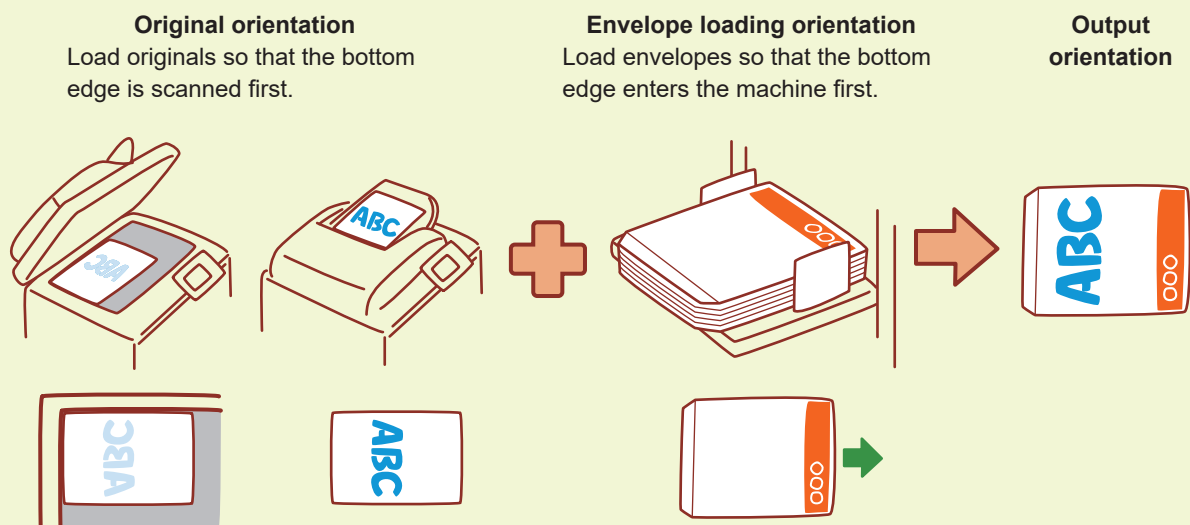 Original orientation
Load originals so that the bottom
edge is scanned first.
Envelope loading orientation
Load envelopes so that the bottom
edge enters the machine first.
Output
orientation
ABC
ABC
ABC
ABC
ABC